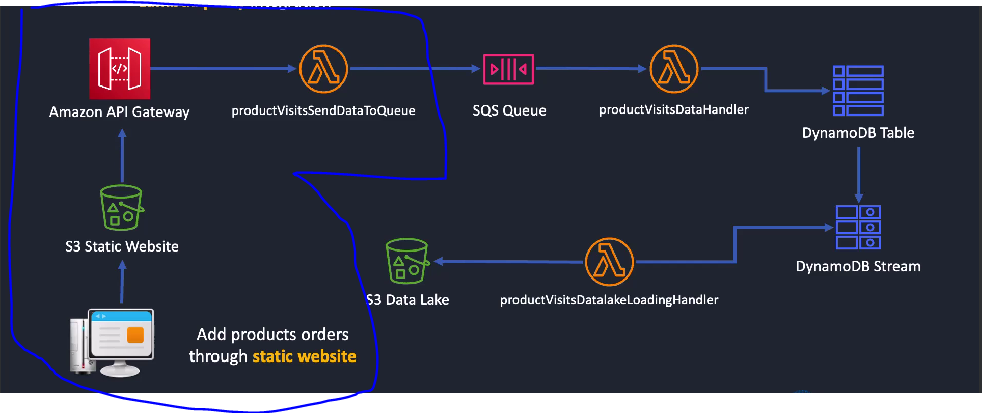 Amazon API Gateway
productVisitsSendDataToQueue
SQS Queue
productVisitsDataHandler
DynamoDB Table
S3 Static Website
S3 Data Lake
productVisitsDatalakeLoadingHandler
DynamoDB Stream
Add products orders
through static website